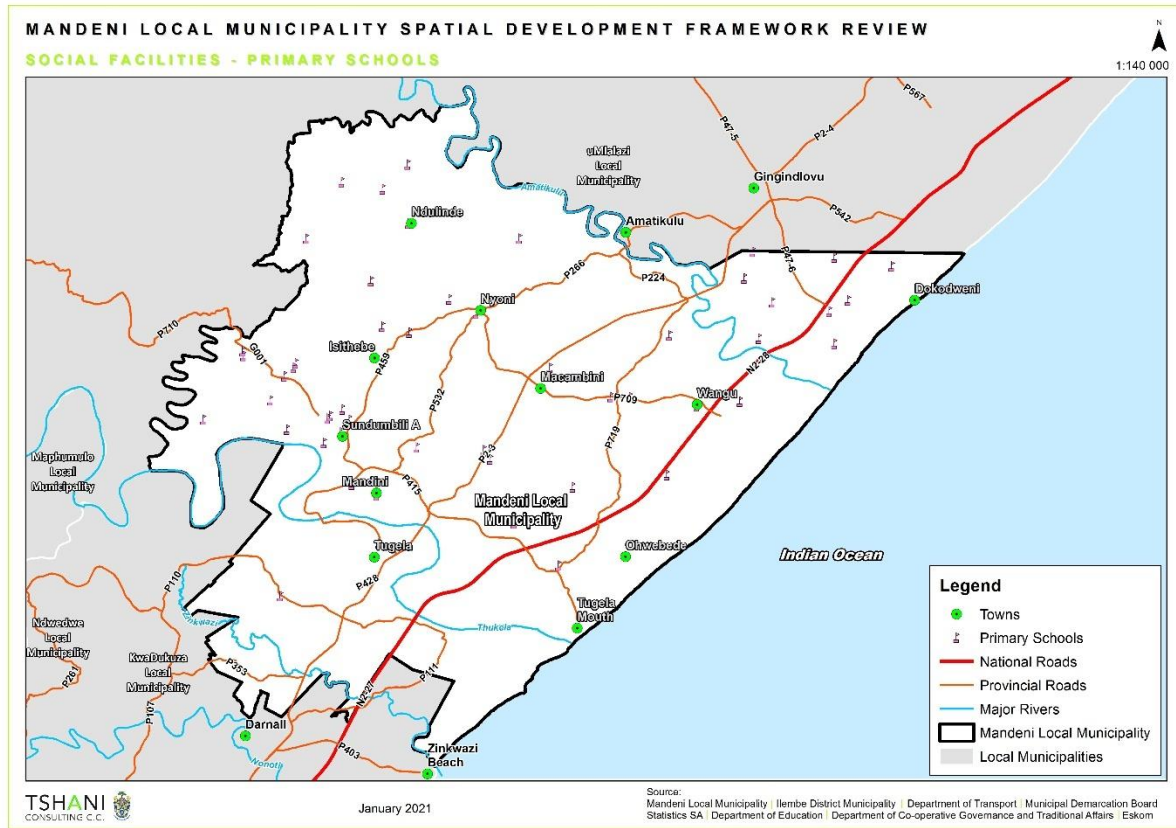 MANDENI LOCAL MUNICIPALITY SPATIAL DEVELOPMENT FRAMEWORK REVIEW
SOCIAL FACILITIES - PRIMARY SCHOOLS
N
1:140 000
P567
P47-5
P2-4
uMlalazi
Local
Municipality
Gingindlovu
Amatikulu
Ndulinde
Amatikulu
P542
P47-6
P266
P224
Dokodweni
Nyoni
P710
G001
Isithebe
P459
N2-28
Macambini
P532
P709
Wangu
Sundumbili A
P719
P2-3
Maphumulo
Local
Municipality
Mandini
P415
Mandeni Local
Municipality
Tugela
Ohwebede
Indian Ocean
P110
P428
Zinkwazi
Tugela
Mouth
Thukela
Ndwedwe
Local
Municipality
KwaDukuza
Local
Municipality
P261
P353
P111
N2-27
P107
Darnall
P403
Zinkwazi
Beach
Nonoti
Legend
Towns
Primary Schools
National Roads
Provincial Roads
Major Rivers
Mandeni Local Municipality
Local Municipalities
TSHANI
CONSULTING C.C.
January 2021
Source:
Mandeni Local Municipality | Ilembe District Municipality | Department of Transport | Municipal Demarcation Board
Statistics SA | Department of Education | Department of Co-operative Governance and Traditional Affairs | Eskom